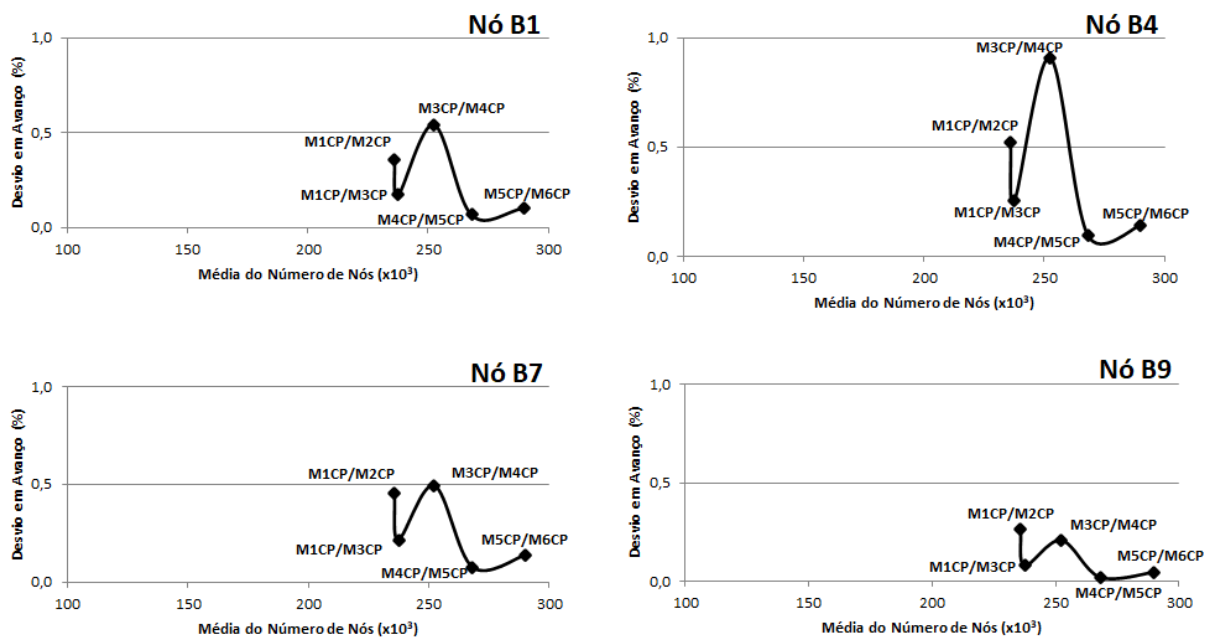 Nó B1
Desvio em Avanço (%)
1,0
0,5
0,0
M3CP/M4CP
M1CP/M2CP
M1CP/M3CP
M5CP/M6CP
M4CP/M5CP
100 150 200 250 300
Média do Número de Nós (x10³)
Nó B4
Desvio em Avanço (%)
1,0
0,5
0,0
M3CP/M4CP
M1CP/M2CP
M1CP/M3CP
M5CP/M6CP
M4CP/M5CP
100 150 200 250 300
Média do Número de Nós (x10³)
Nó B7
Desvio em Avanço (%)
1,0
0,5
0,0
M1CP/M2CP
M3CP/M4CP
M1CP/M3CP
M5CP/M6CP
M4CP/M5CP
100 150 200 250 300
Média do Número de Nós (x10³)
Nó B9
Desvio em Avanço (%)
1,0
0,5
0,0
M1CP/M2CP
M3CP/M4CP
M1CP/M3CP
M5CP/M6CP
M4CP/M5CP
100 150 200 250 300
Média do Número de Nós (x10³)